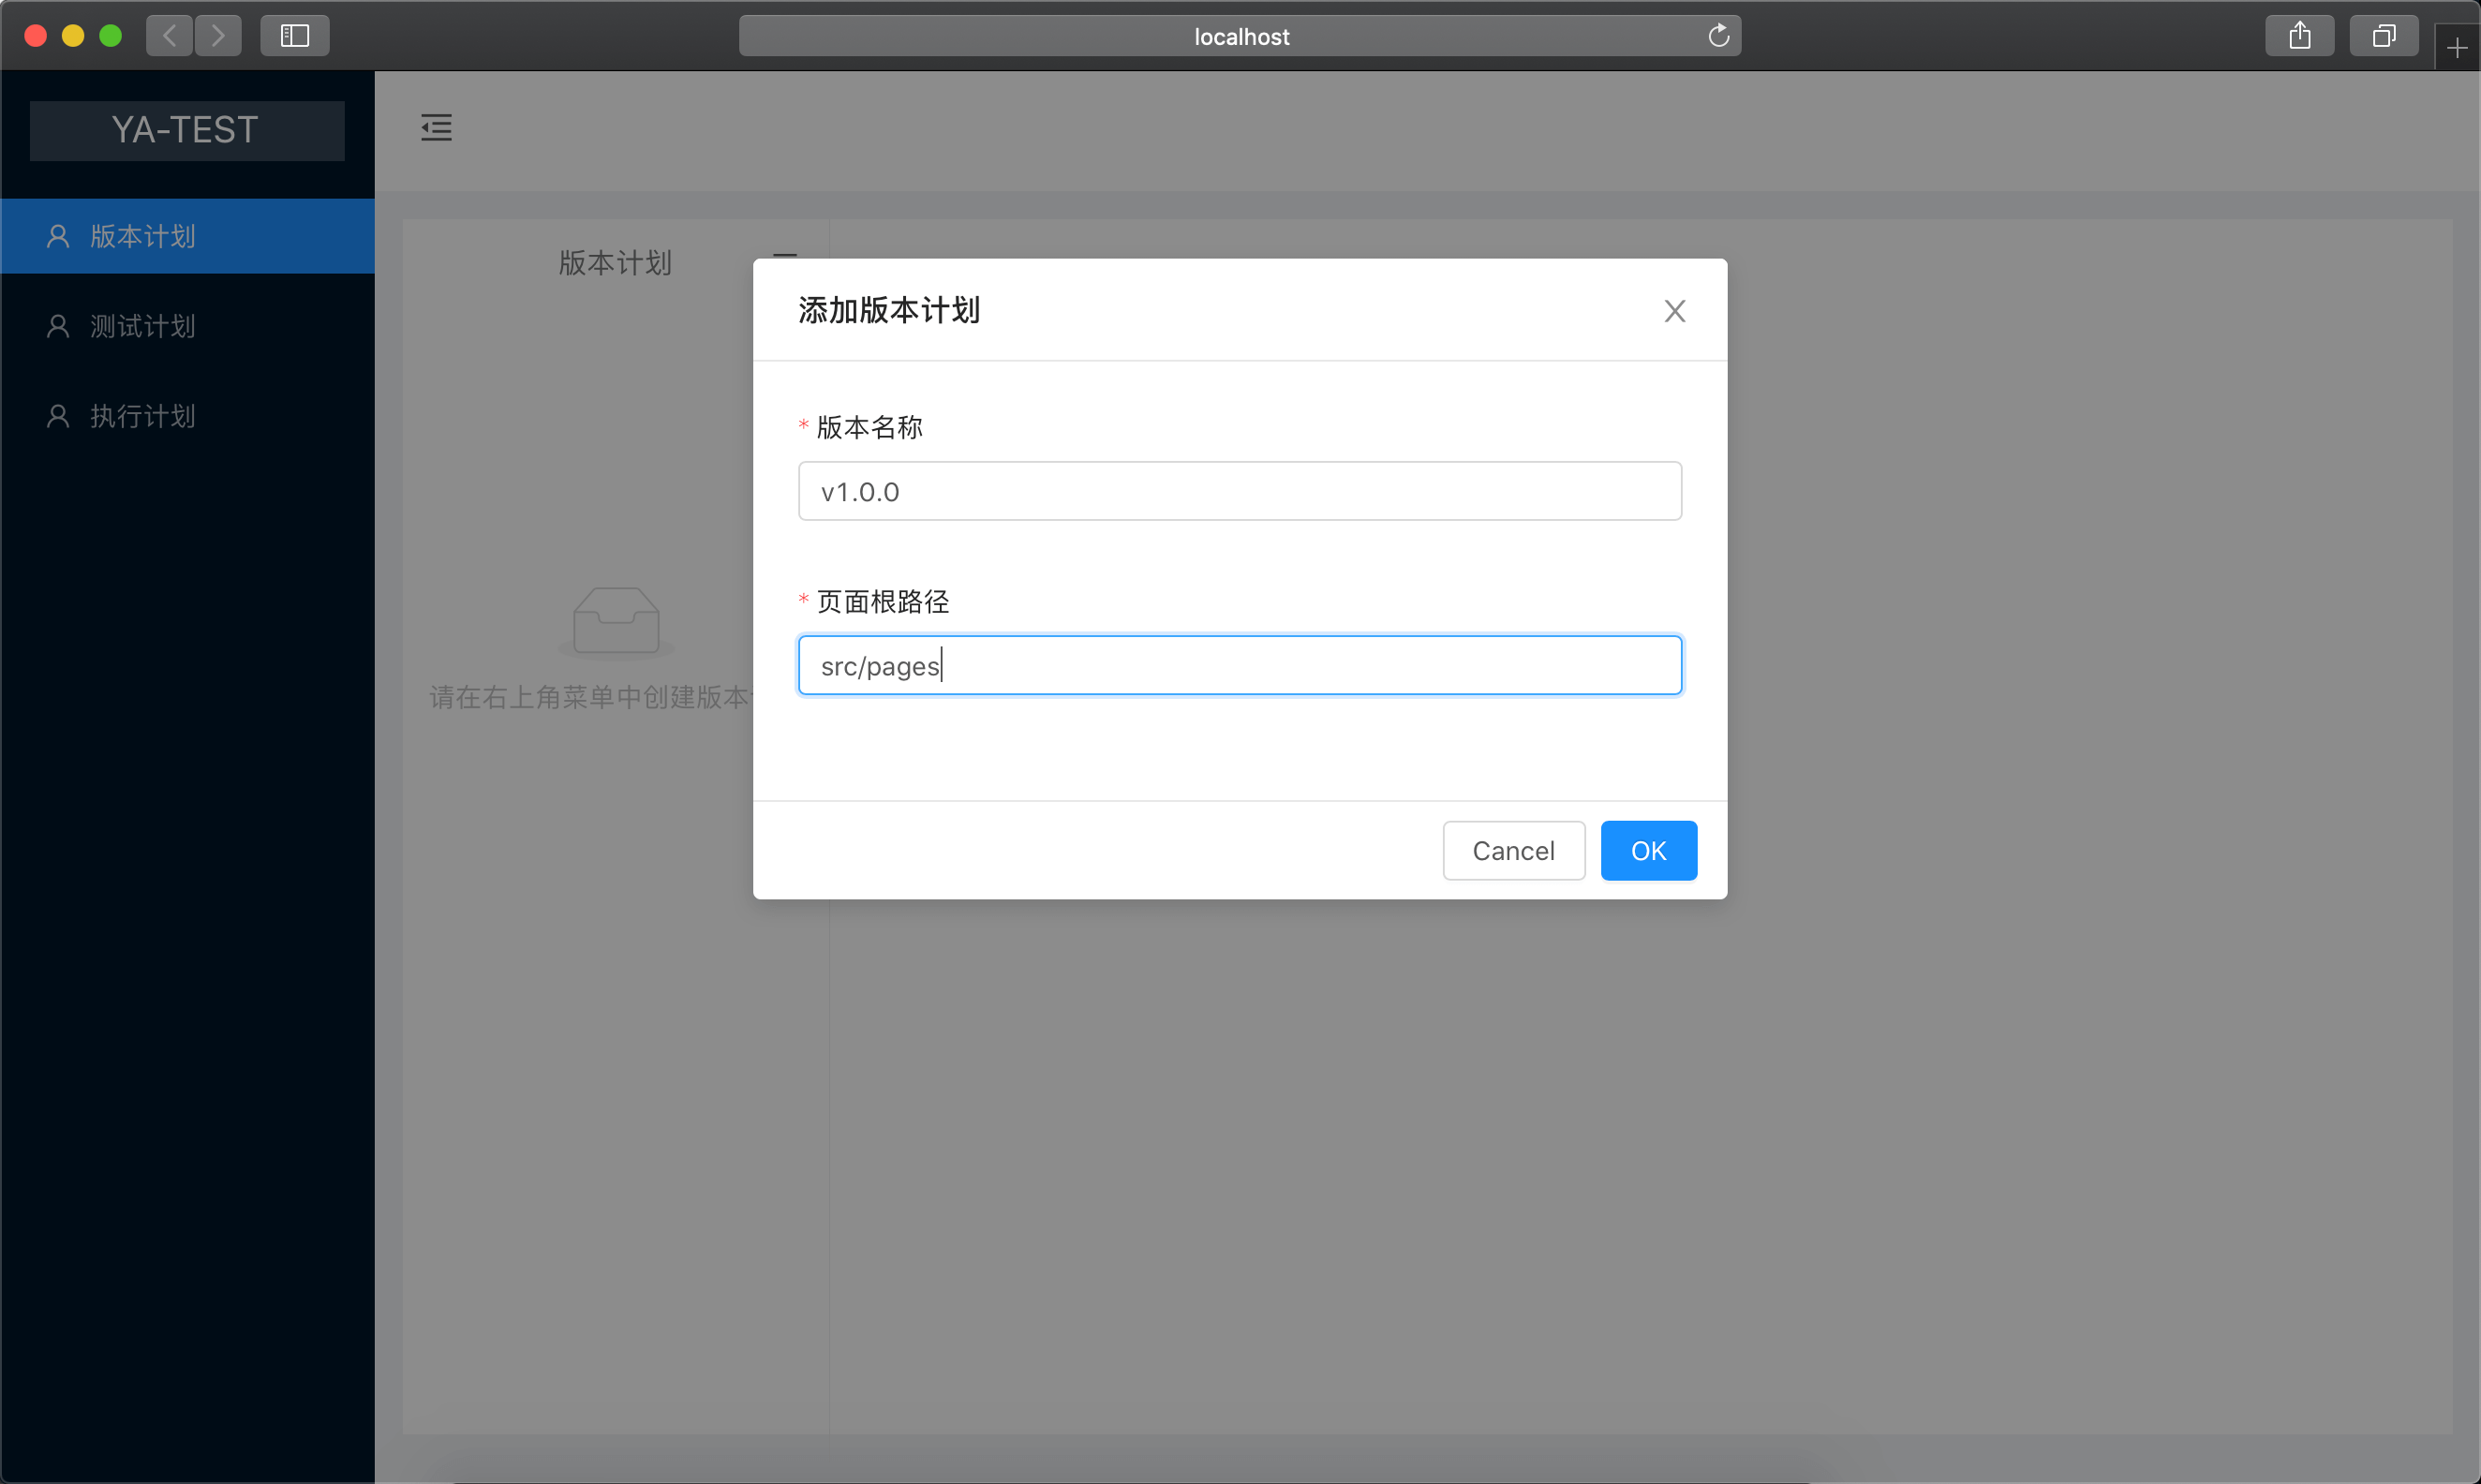 localhost
YA-TEST
版本计划
测试计划
执行计划
版本计划
请在右上角菜单中创建版本
添加版本计划
* 版本名称
v1.0.0
* 页面根路径
src/pages
Cancel
OK